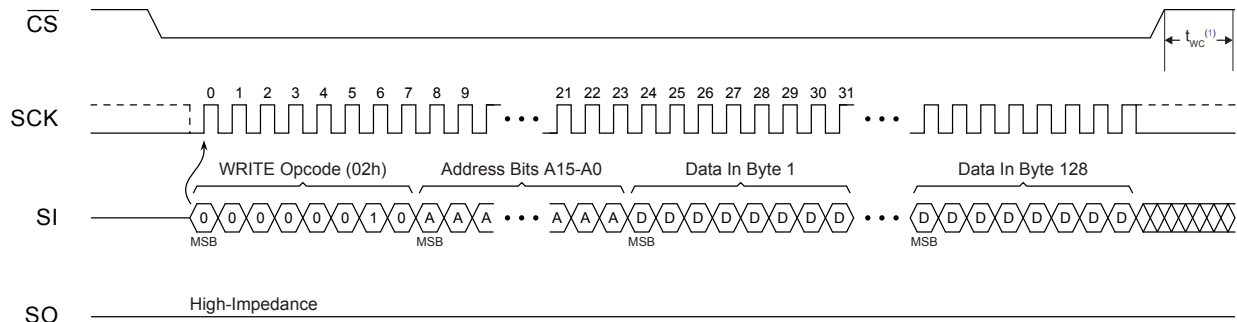 CS
t_WC(1)
0 1 2 3 4 5 6 7 8 9 21 22 23 24 25 26 27 28 29 30 31
SCK
WRITE Opcode (02h) Address Bits A15-A0 Data In Byte 1 Data In Byte 128
SI 0 0 0 0 0 0 1 0 A A A A A A D D D D D D D D D D D D D D D D
MSB MSB MSB MSB
High-Impedance
SO